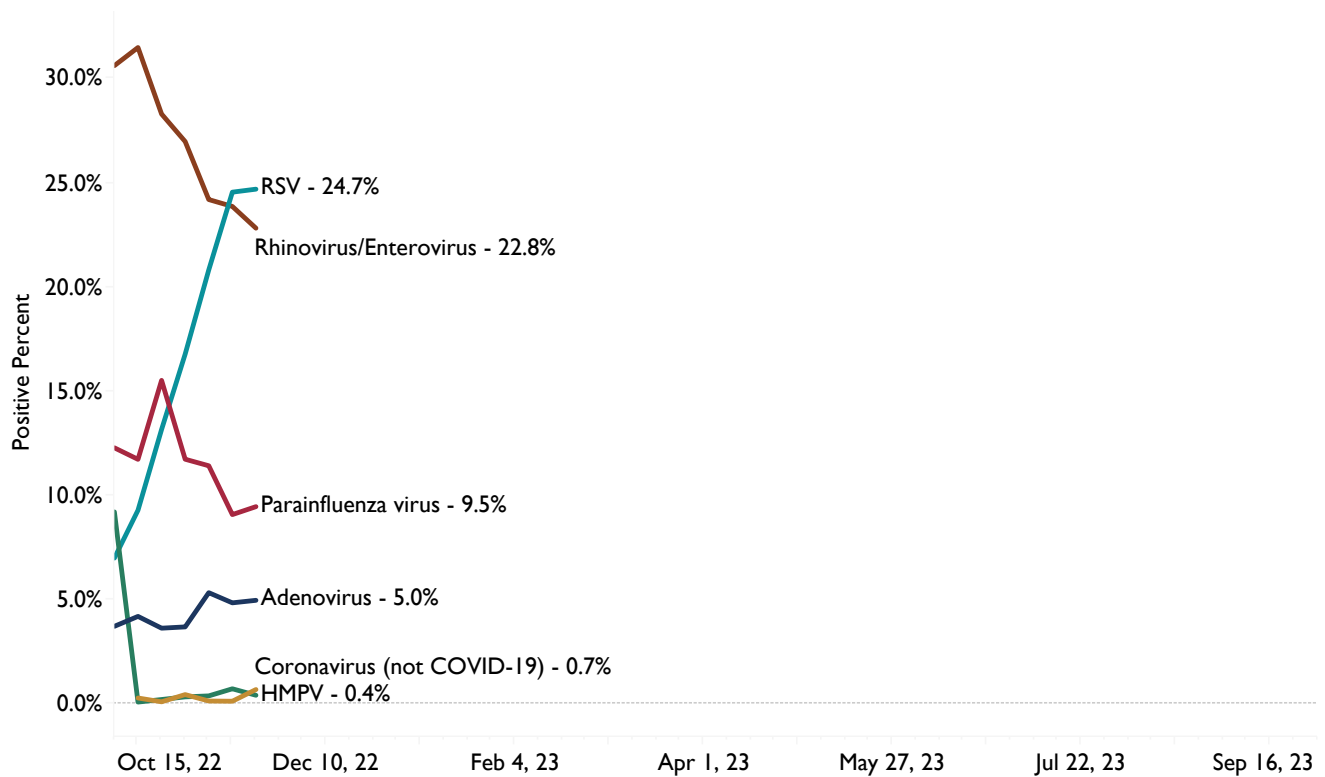 30.0%
25.0%
20.0%
15.0%
10.0%
5.0%
0.0%
Positive Percent
RSV - 24.7%
Rhinovirus/Enterovirus - 22.8%
Parainfluenza virus - 9.5%
Adenovirus - 5.0%
Coronavirus (not COVID-19) - 0.7%
HMPV - 0.4%
Oct 15, 22
Dec 10, 22
Feb 4, 23
Apr 1, 23
May 27, 23
Jul 22, 23
Sep 16, 23